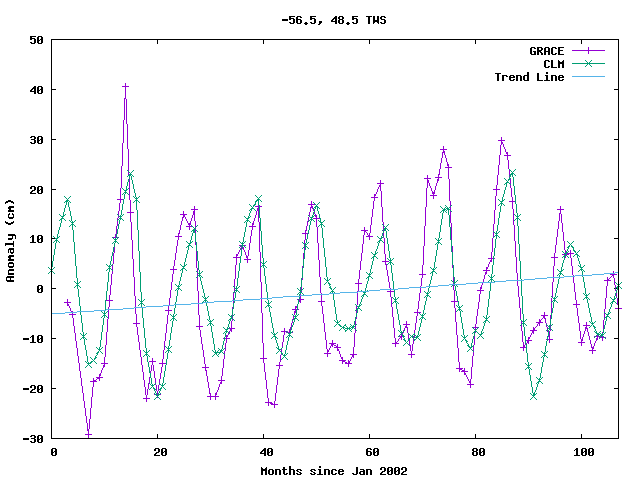 -56.5, 48.5 TWS
50
40
30
20
10
0
-10
-20
-30
Anomaly (cm)
GRACE
CLM
Trend Line
0 20 40 60 80 100
Months since Jan 2002